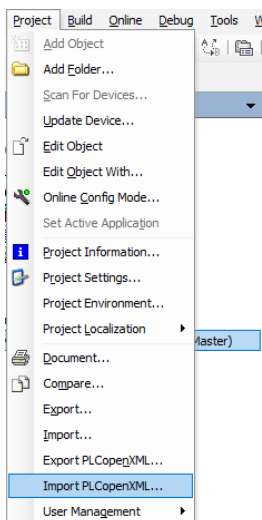 Project Build Online Debug Tools
Add Object
Add Folder...
Scan For Devices...
Update Device...
Edit Object
Edit Object With...
Online Config Mode...
Set Active Application
Project Information...
Project Settings...
Project Environment...
Project Localization
Master)
Document...
Compare...
Export...
Import...
Export PLCopenXML...
Import PLCopenXML...
User Management